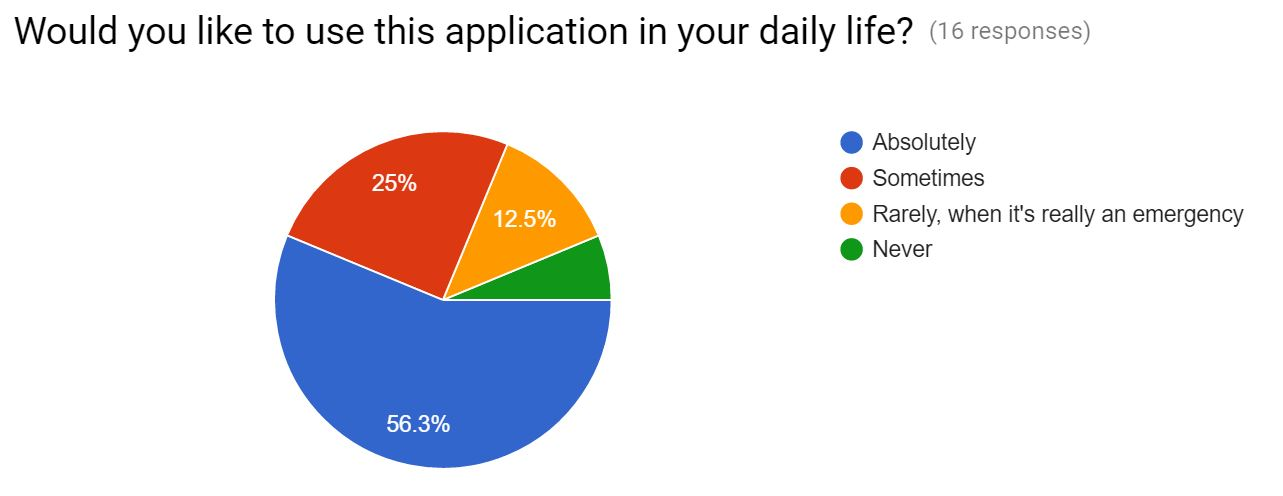 Would you like to use this application in your daily life? (16 responses)
Absolutely
Sometimes
Rarely, when it's really an emergency
Never
25%
12.5%
56.3%